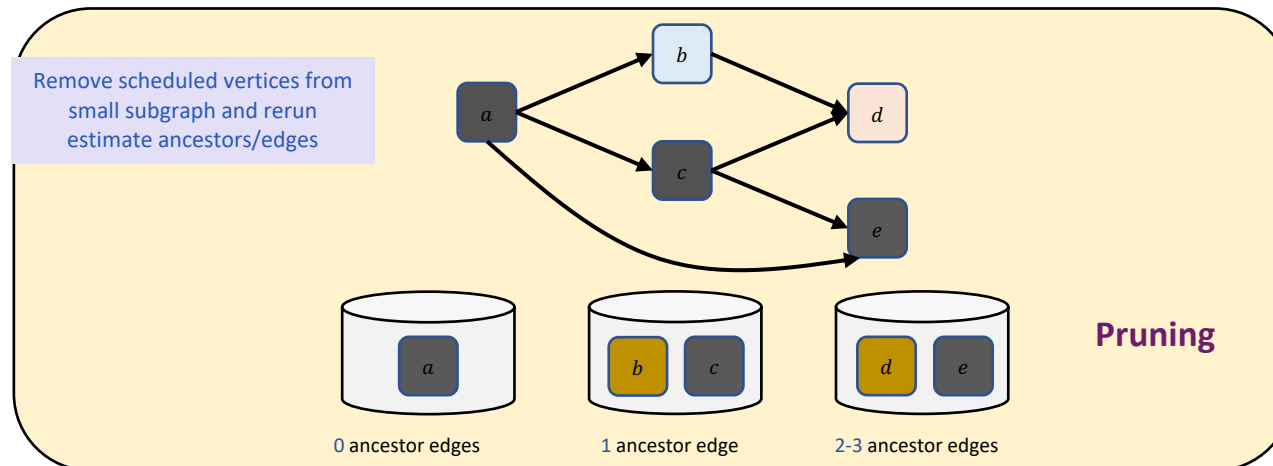 Remove scheduled vertices from
small subgraph and rerun
estimate ancestors/edges
b
a
d
c
e
a
b c
d e
Pruning
0 ancestor edges
1 ancestor edge
2-3 ancestor edges